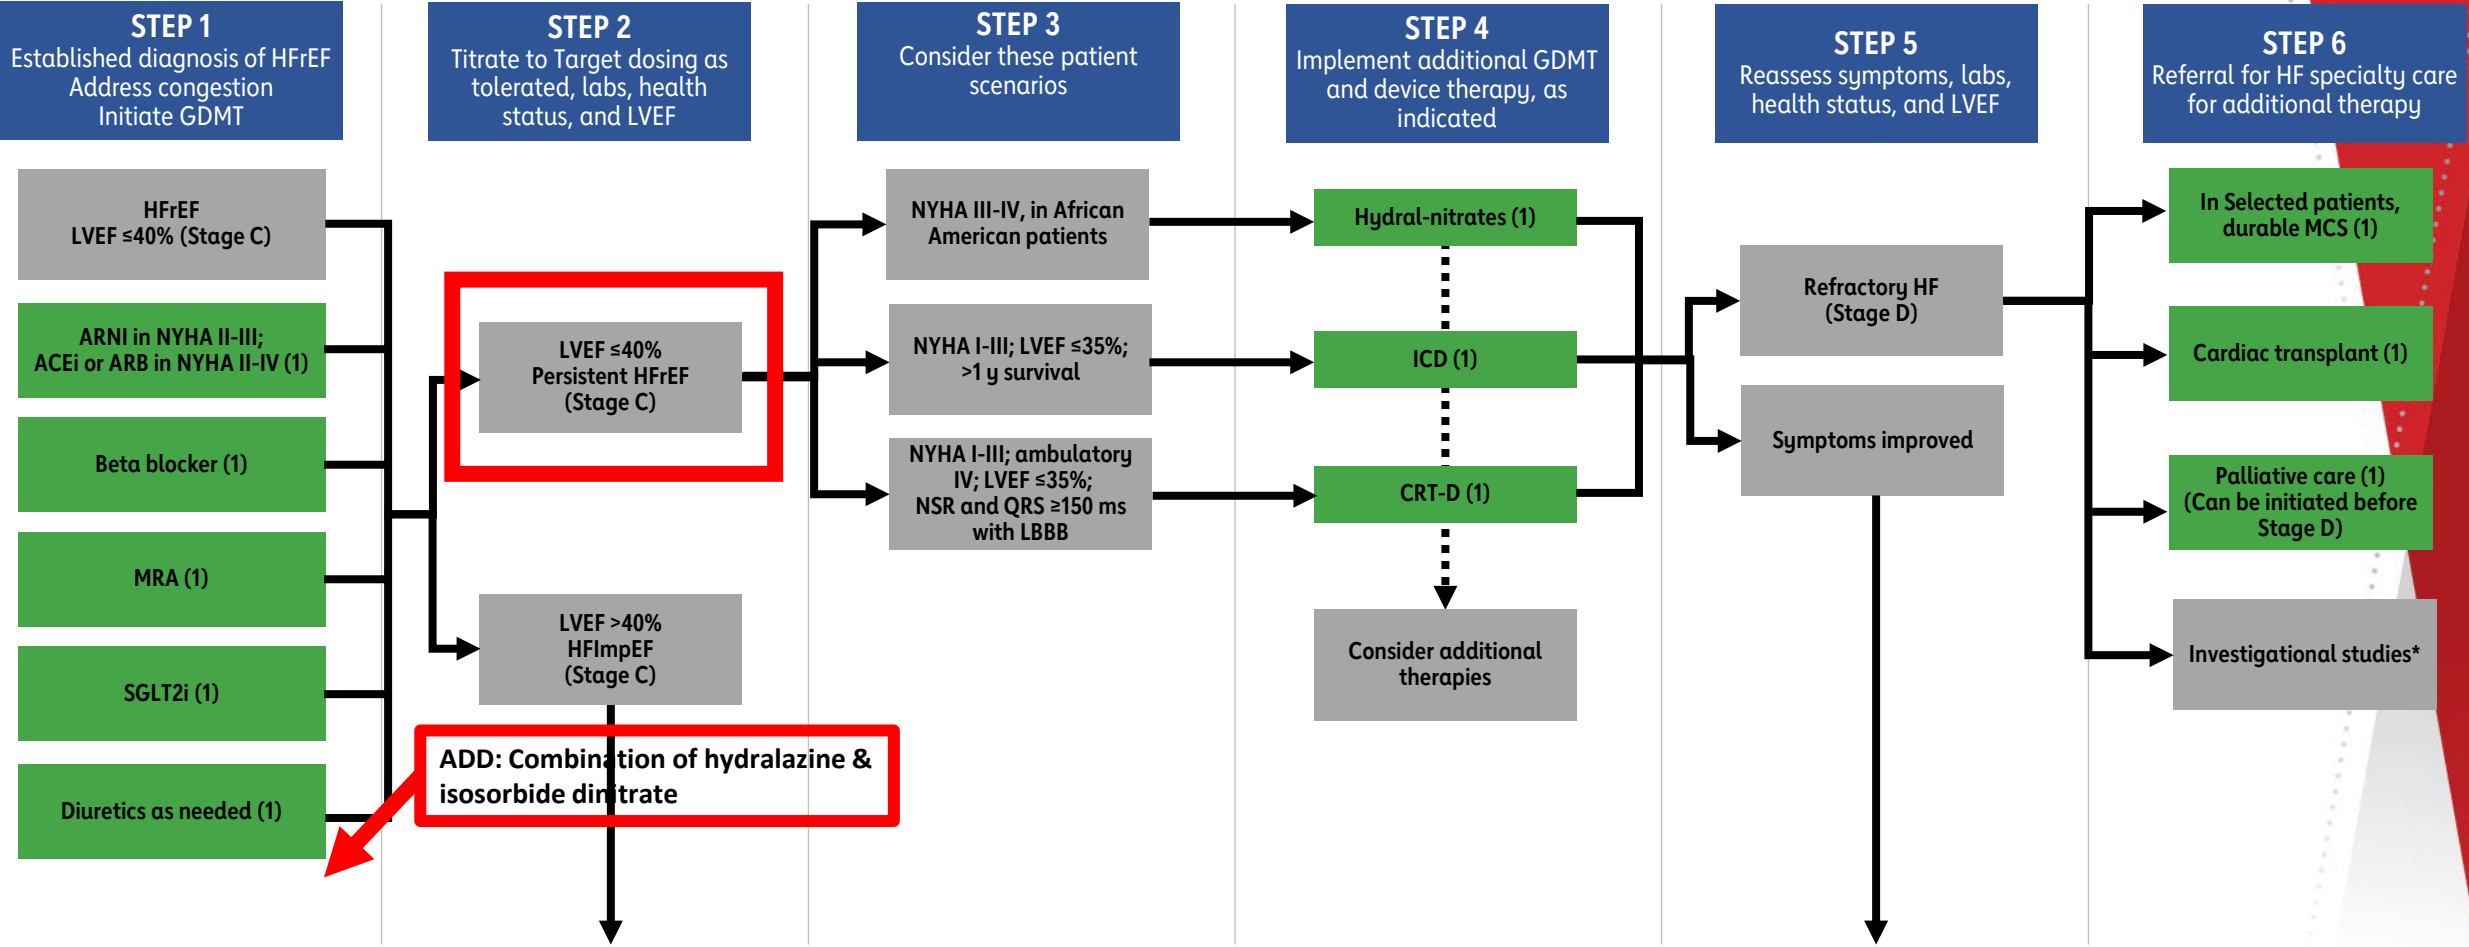 STEP 1
Established diagnosis of HFrEF
Address congestion
Initiate GDMT
HFrEF
LVEF ≤40% (Stage C)
ARNI in NYHA II-III;
ACEi or ARB in NYHA II-IV (1)
Beta blocker (1)
MRA (1)
SGLT2i (1)
Diuretics as needed (1)
STEP 2
Titrate to Target dosing as
tolerated, labs, health
status, and LVEF
LVEF ≤40%
Persistent HFrEF
(Stage C)
LVEF >40%
HFImpEF
(Stage C)
ADD: Combination of hydralazine &
isosorbide dinitrate
STEP 3
Consider these patient
scenarios
NYHA III-IV, in African
American patients
NYHA I-III; LVEF ≤35%;
>1 y survival
NYHA I-III; ambulatory
IV; LVEF ≤35%;
NSR and QRS ≥150 ms
with LBBB
STEP 4
Implement additional GDMT
and device therapy, as
indicated
Hydral-nitrates (1)
ICD (1)
CRT-D (1)
Consider additional
therapies
STEP 5
Reassess symptoms, labs,
health status, and LVEF
Refractory HF
(Stage D)
Symptoms improved
STEP 6
Referral for HF specialty care
for additional therapy
In Selected patients,
durable MCS (1)
Cardiac transplant (1)
Palliative care (1)
(Can be initiated before
Stage D)
Investigational studies*